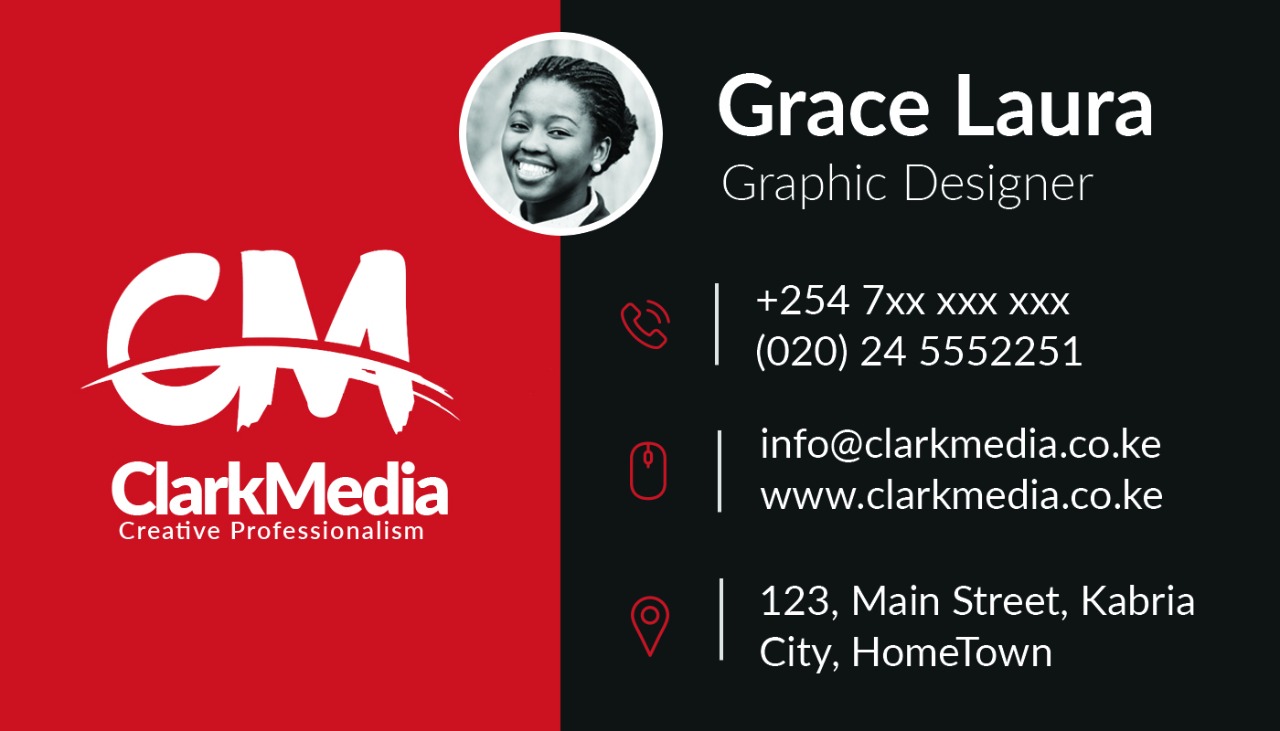 CM
ClarkMedia
Creative Professionalism
Grace Laura
Graphic Designer
+254 7xx xxx xxx
(020) 24 5552251
info@clarkmedia.co.ke
www.clarkmedia.co.ke
123, Main Street, Kabria
City, HomeTown